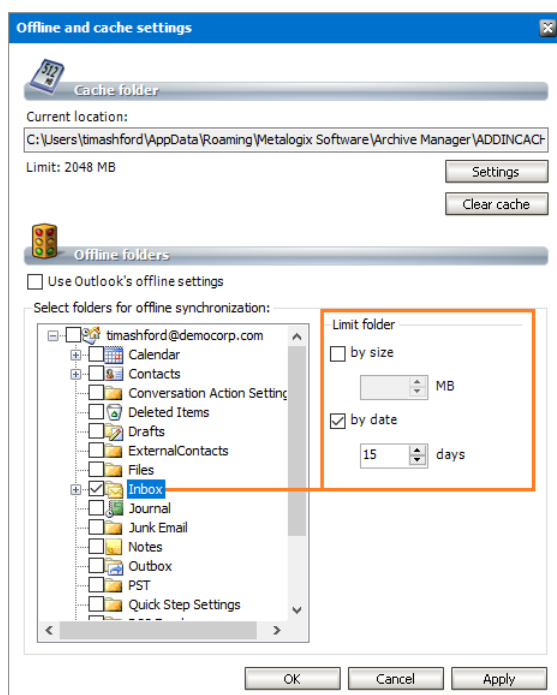 Offline and cache settings
512
MB
Cache folder
Current location:
C:\Users\timashford\AppData\Roaming\Metalogix Software\Archive Manager\ADDINCACH
Limit: 2048 MB
Settings
Clear cache
Offline folders
Use Outlook's offline settings
Select folders for offline synchronization:
Limit folder
timashford@democorp.com
by size
Calendar
Contacts
MB
Conversation Action Setting
Deleted Items
by date
Drafts
ExternalContacts
15 days
Files
Inbox
Journal
Junk Email
Notes
Outbox
PST
Quick Step Settings
OK Cancel Apply